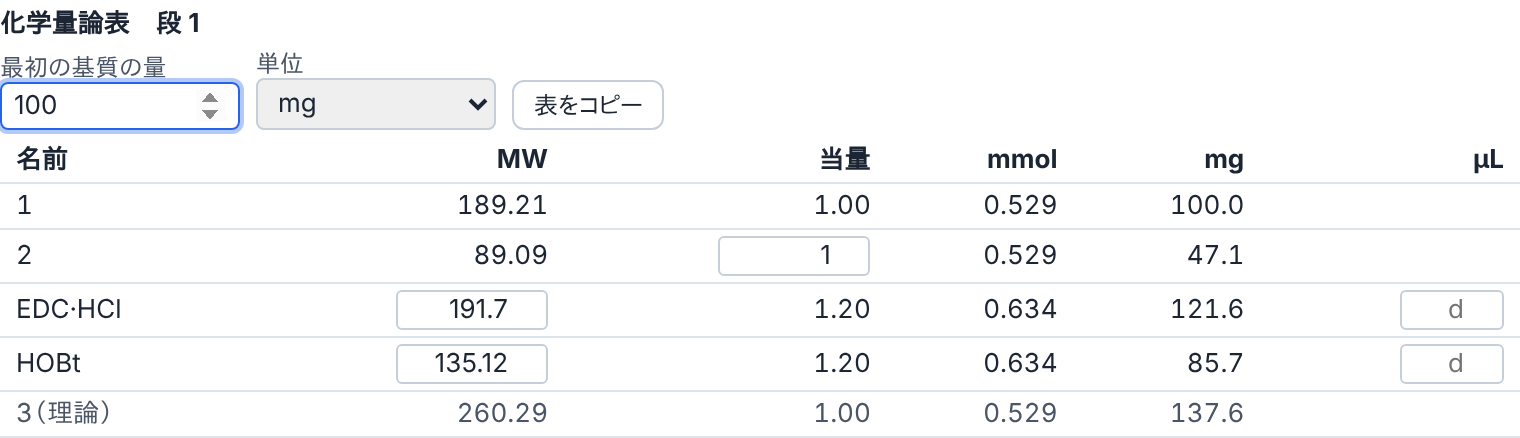 化学量論表　段 1
最初の基質の量 単位
100 mg 表をコピー
名前 MW 当量 mmol mg µL
1 189.21 1.00 0.529 100.0
2 89.09 1 0.529 47.1
EDC·HCl 191.7 1.20 0.634 121.6 d
HOBt 135.12 1.20 0.634 85.7 d
3（理論） 260.29 1.00 0.529 137.6